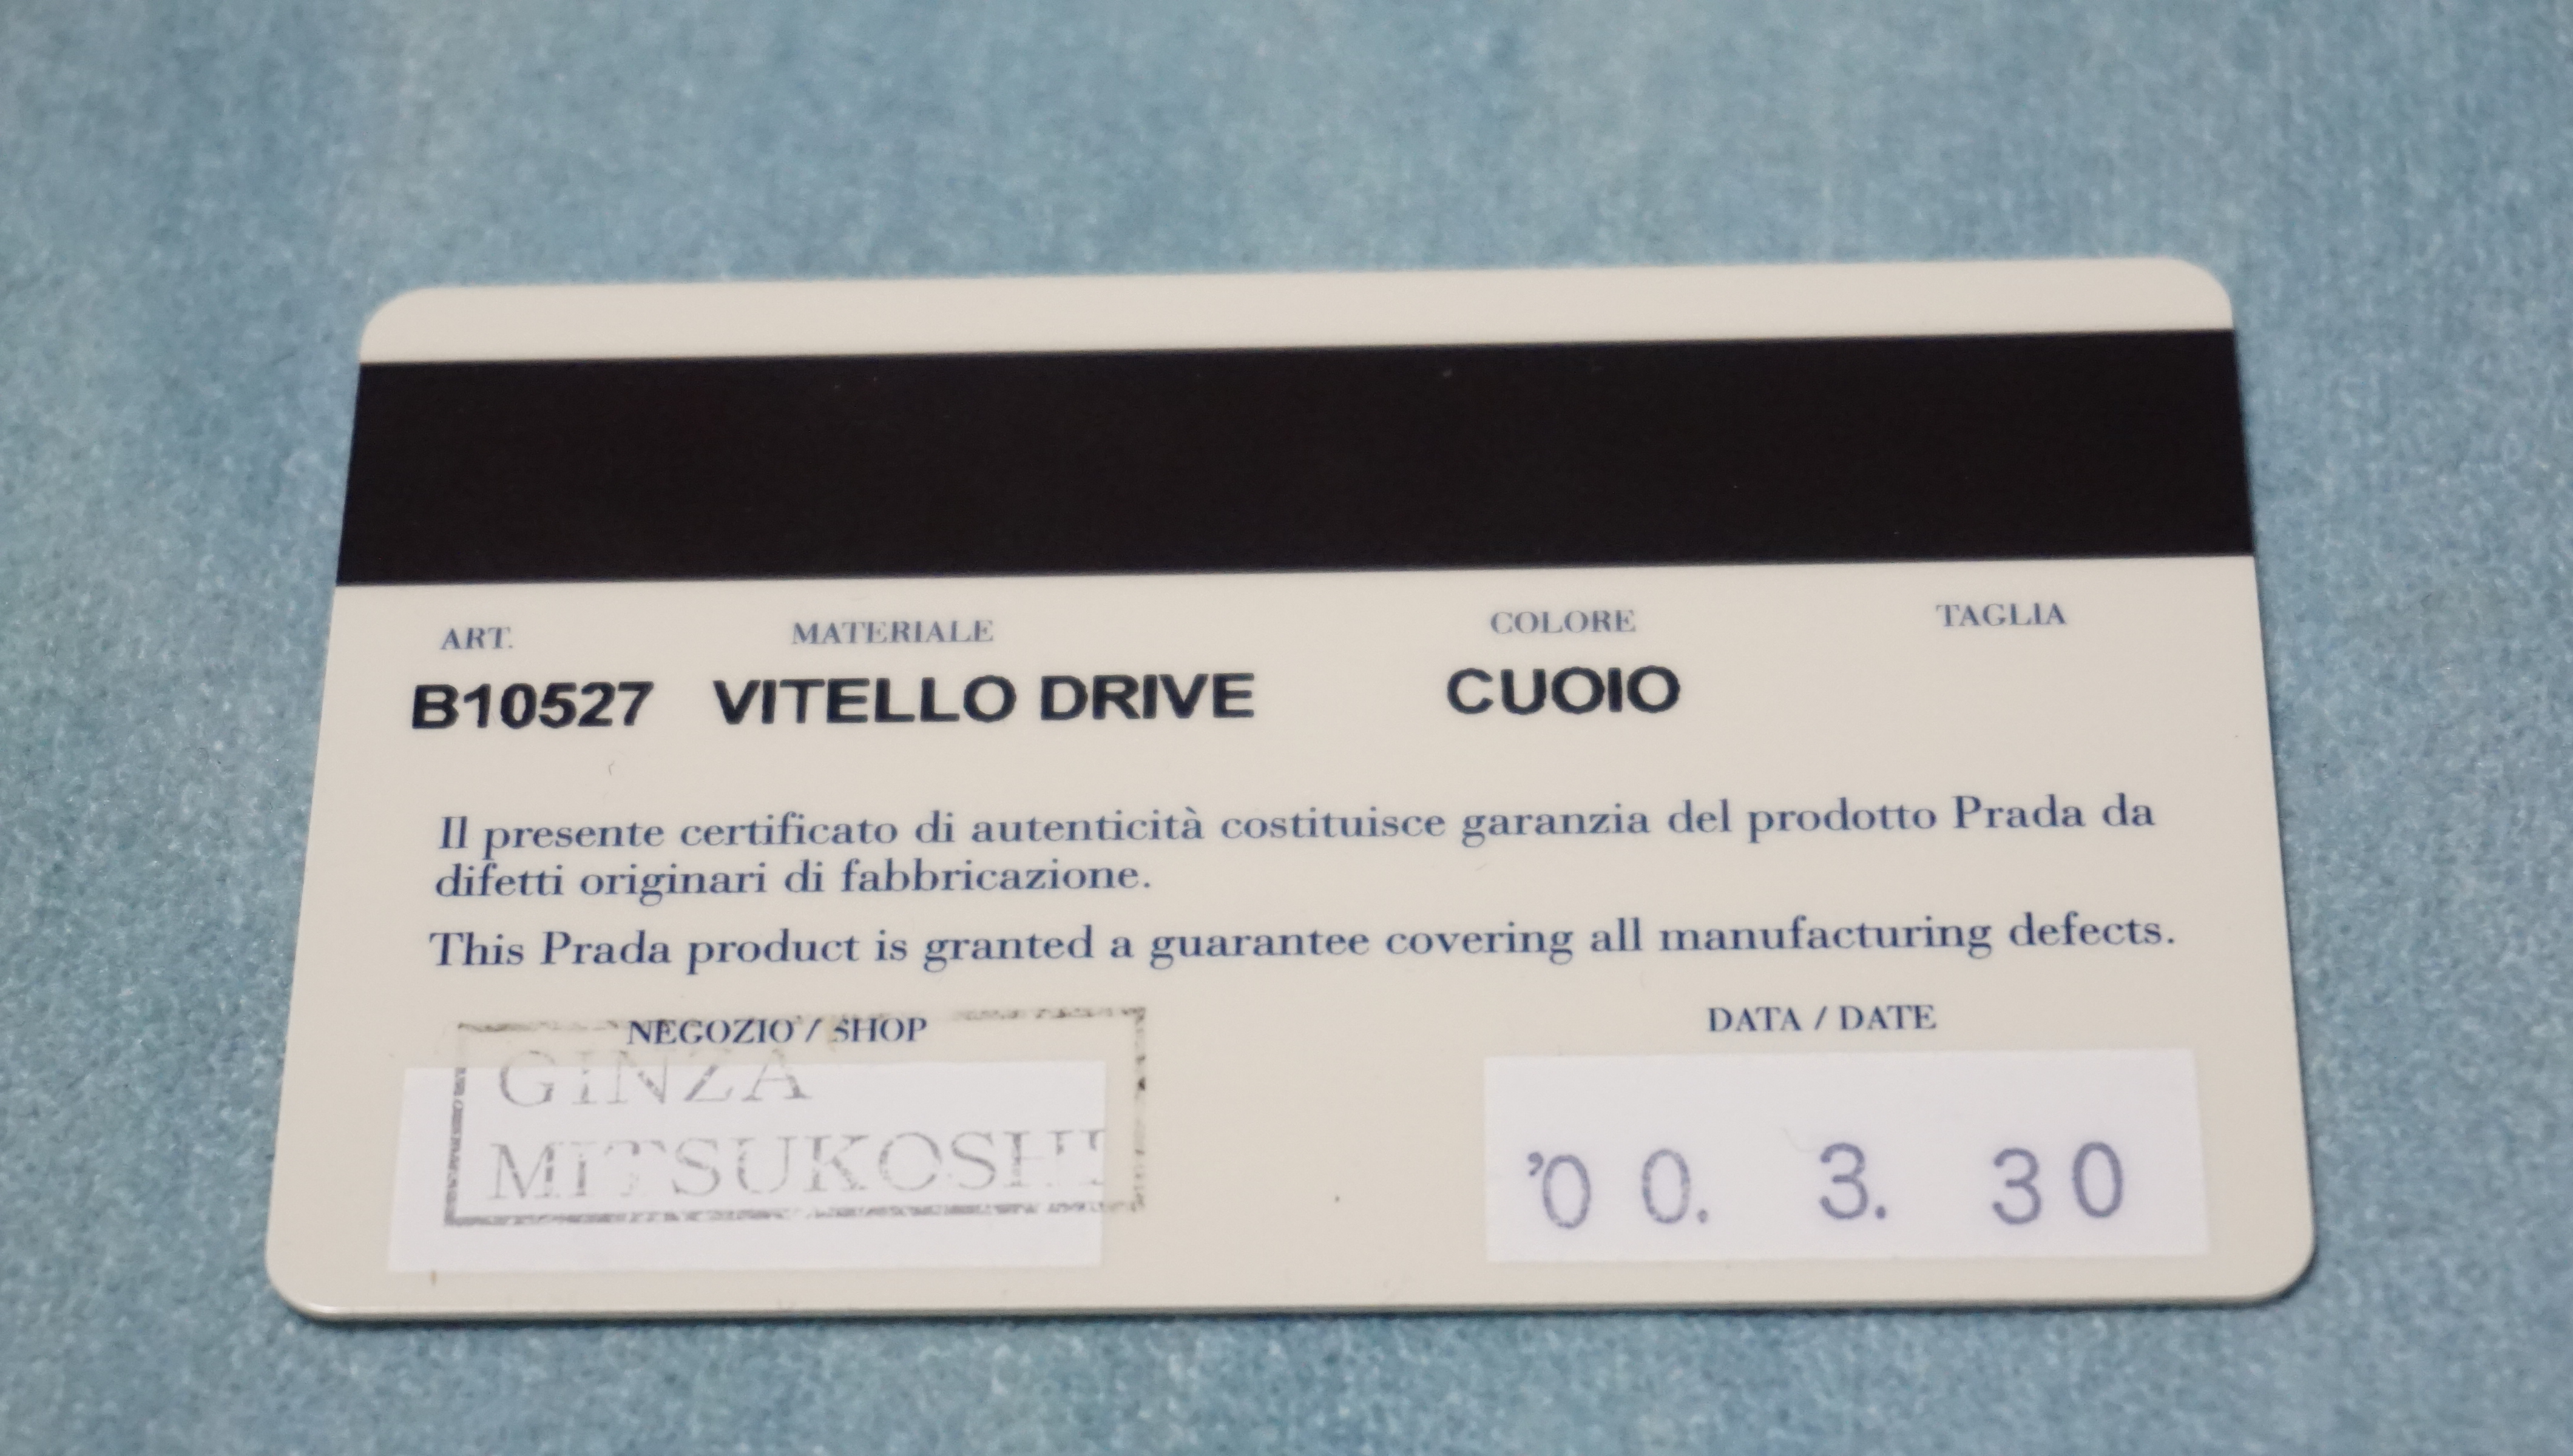 ART. MATERIALE COLORE TAGLIA
B10527 VITELLO DRIVE CUOIO
Il presente certificato di autenticità costituisce garanzia del prodotto Prada da
difetti originari di fabbricazione.
This Prada product is granted a guarantee covering all manufacturing defects.
NEGOZIO / SHOP DATA / DATE
GINZA
MITSUKOSHI
'00. 3. 30